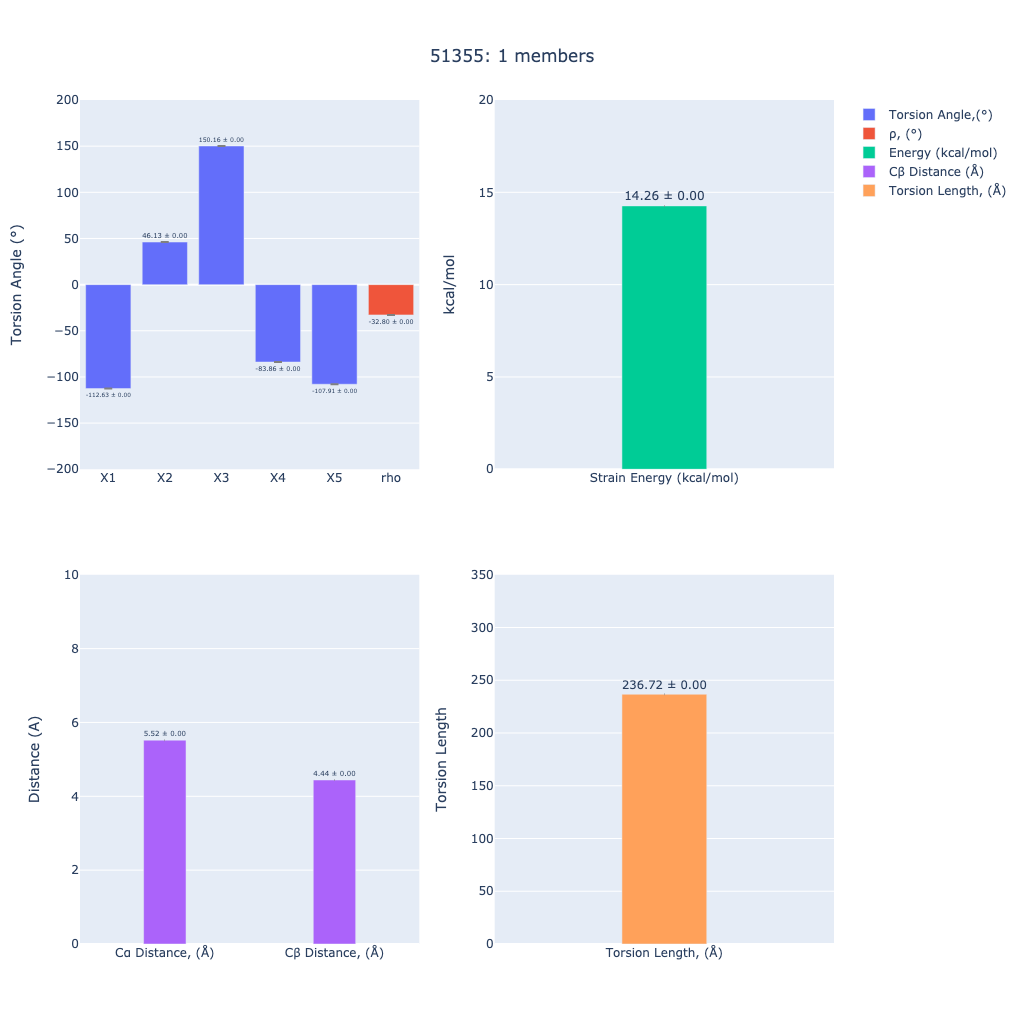 51355: 1 members
200
150
100
50
0
−50
−100
−150
−200
Torsion Angle (°)
-112.63 ± 0.00
46.13 ± 0.00
150.16 ± 0.00
-83.86 ± 0.00
-107.91 ± 0.00
-32.80 ± 0.00
X1
X2
X3
X4
X5
rho
20
15
10
5
0
kcal/mol
14.26 ± 0.00
Strain Energy (kcal/mol)
Torsion Angle,(°)
ρ, (°)
Energy (kcal/mol)
Cβ Distance (Å)
Torsion Length, (Å)
10
8
6
4
2
0
Distance (A)
5.52 ± 0.00
4.44 ± 0.00
Cα Distance, (Å)
Cβ Distance, (Å)
350
300
250
200
150
100
50
0
Torsion Length
236.72 ± 0.00
Torsion Length, (Å)